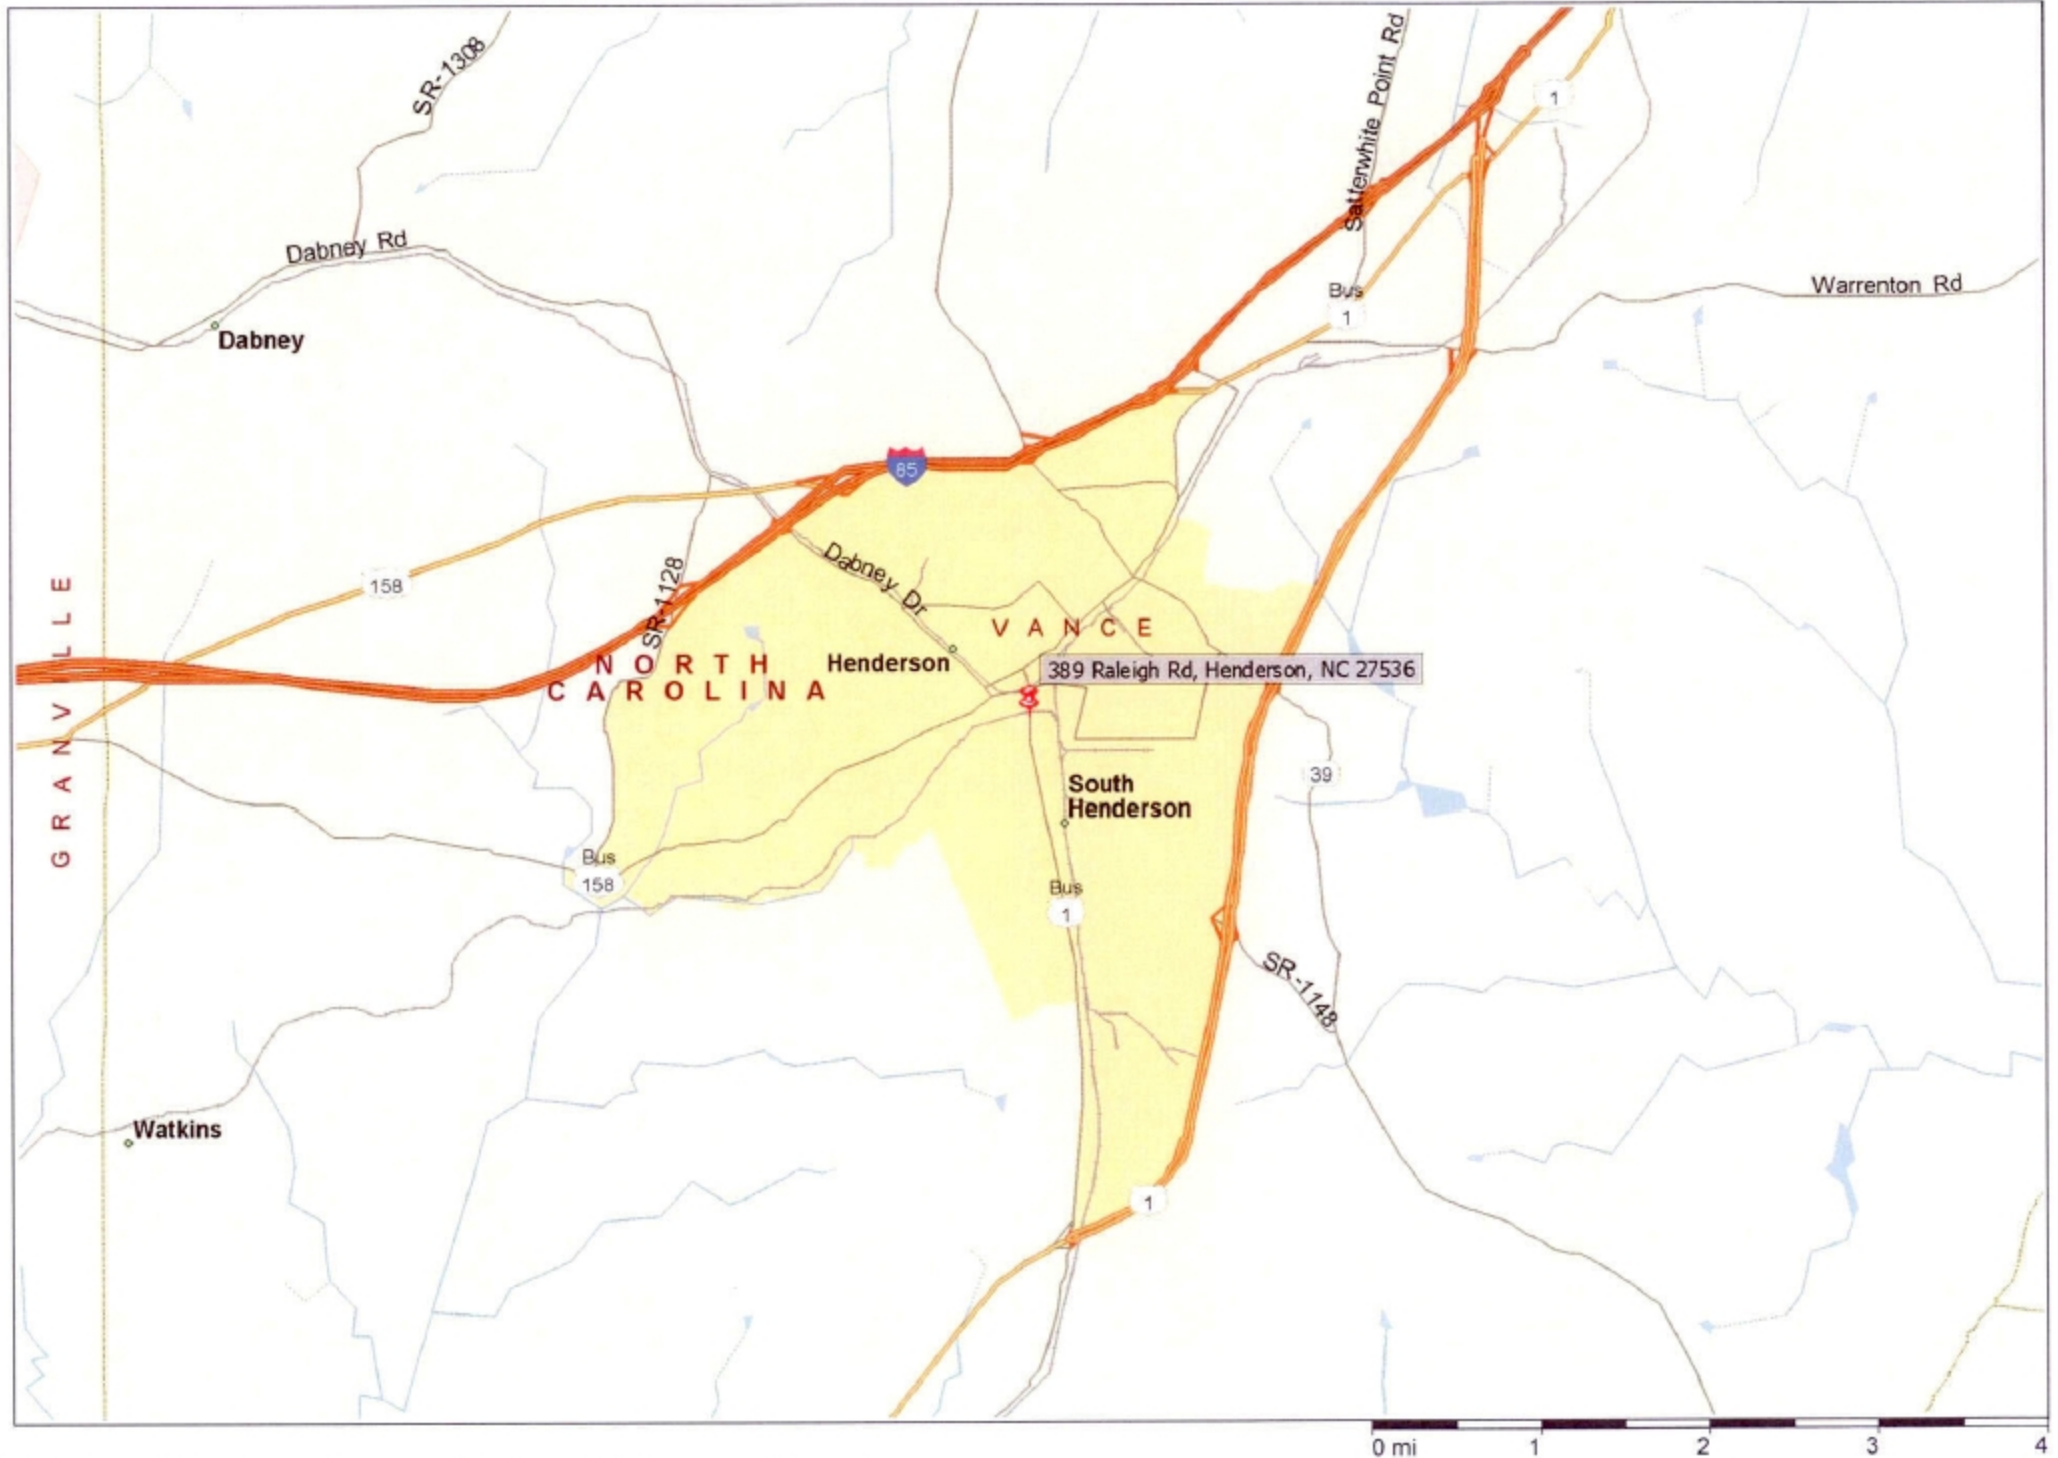 SR-1308
Satterwhite Point Rd
1
Dabney Rd
Warrenton Rd
Bus
1
Dabney
85
Dabney Dr
158
SR-1128
GRANVILLE
VANCE
NORTH
CAROLINA
Henderson
389 Raleigh Rd, Henderson, NC 27536
39
South
Henderson
Bus
158
Bus
1
SR-1148
Watkins
1
0 mi 1 2 3 4